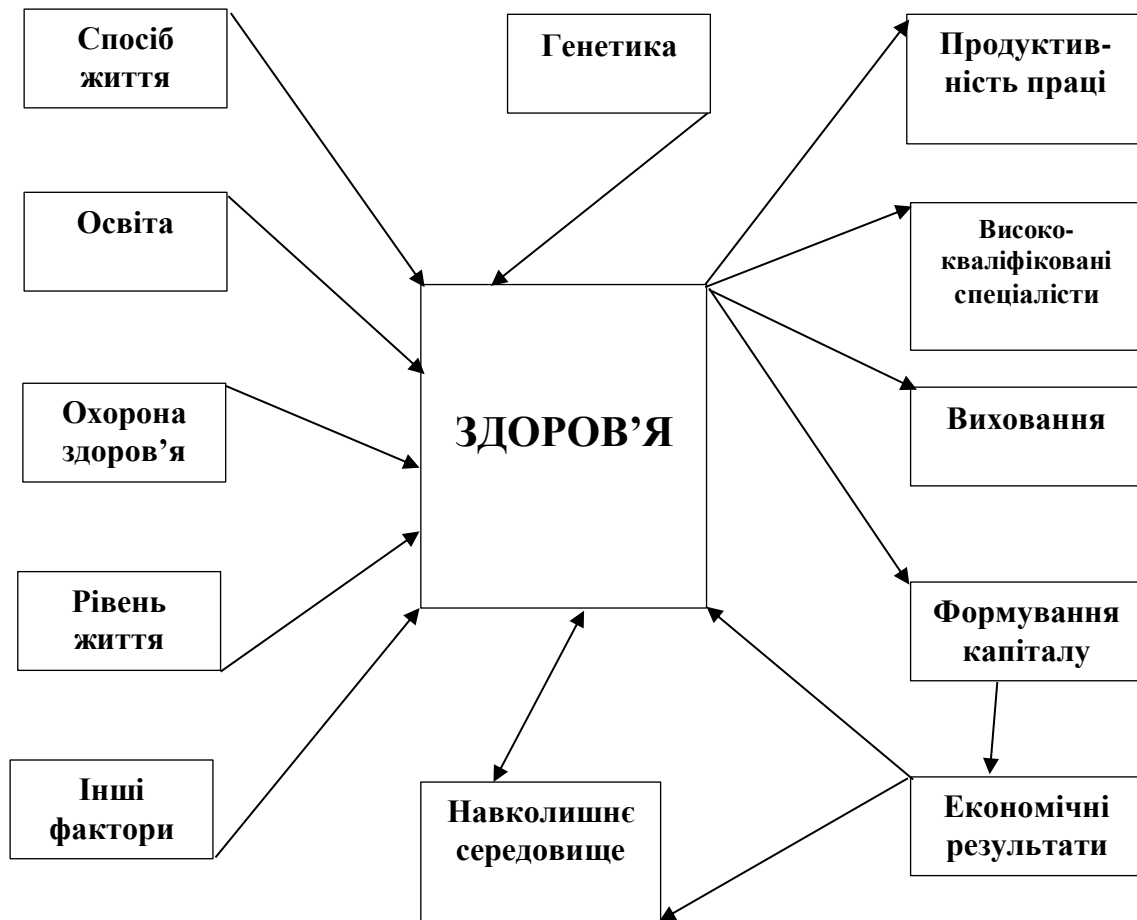 Спосіб
життя
Генетика
Продуктив-
ність праці
Освіта
Високо-
кваліфіковані
спеціалісти
Охорона
здоров’я
ЗДОРОВ’Я
Виховання
Рівень
життя
Формування
капіталу
Інші
фактори
Навколишнє
середовище
Економічні
результати